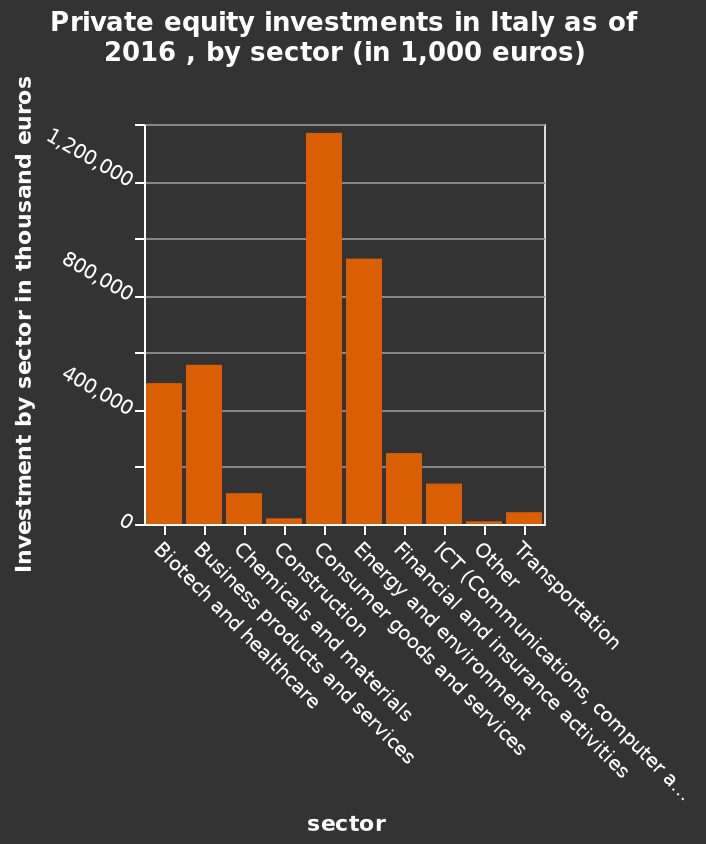 Private equity investments in Italy as of
2016 , by sector (in 1,000 euros)
Investment by sector in thousand euros
1,200,000
800,000
400,000
0
Biotech and healthcare
Business products and services
Chemicals and materials
Construction
Consumer goods and services
Energy and environment
Financial and insurance activities
ICT (Communications, computer a...
Other
Transportation
sector